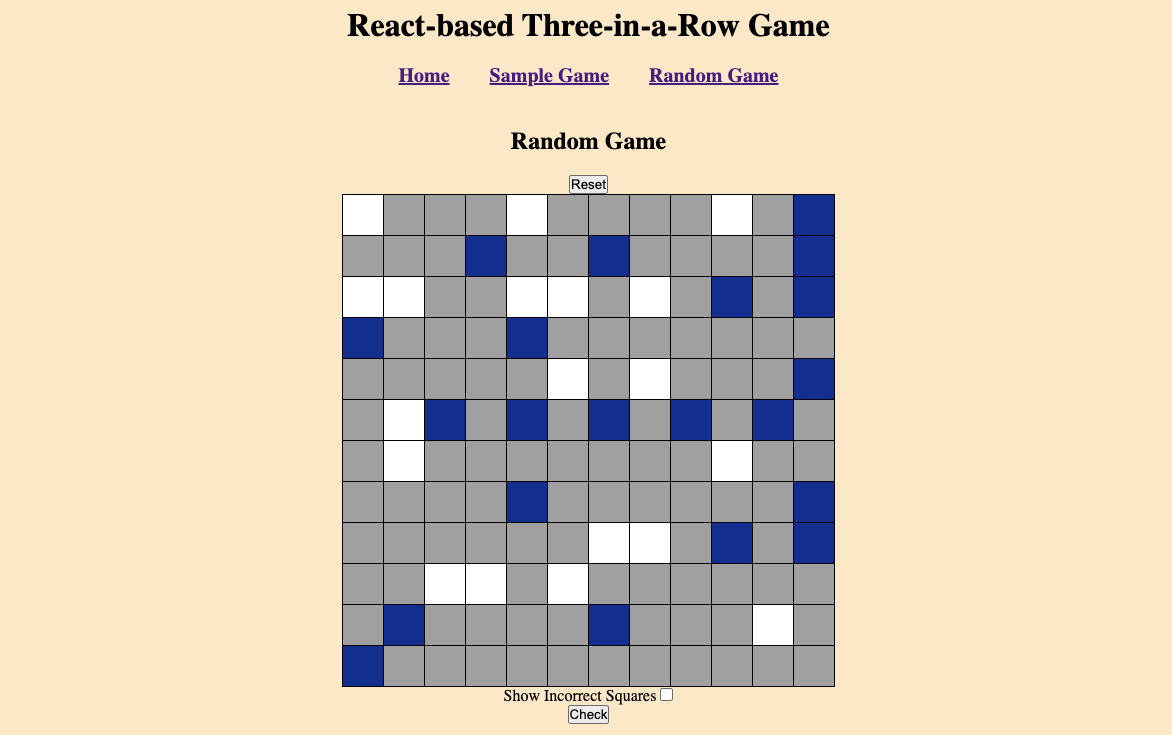 React-based Three-in-a-Row Game
Home Sample Game Random Game
Random Game
Reset
Show Incorrect Squares
Check